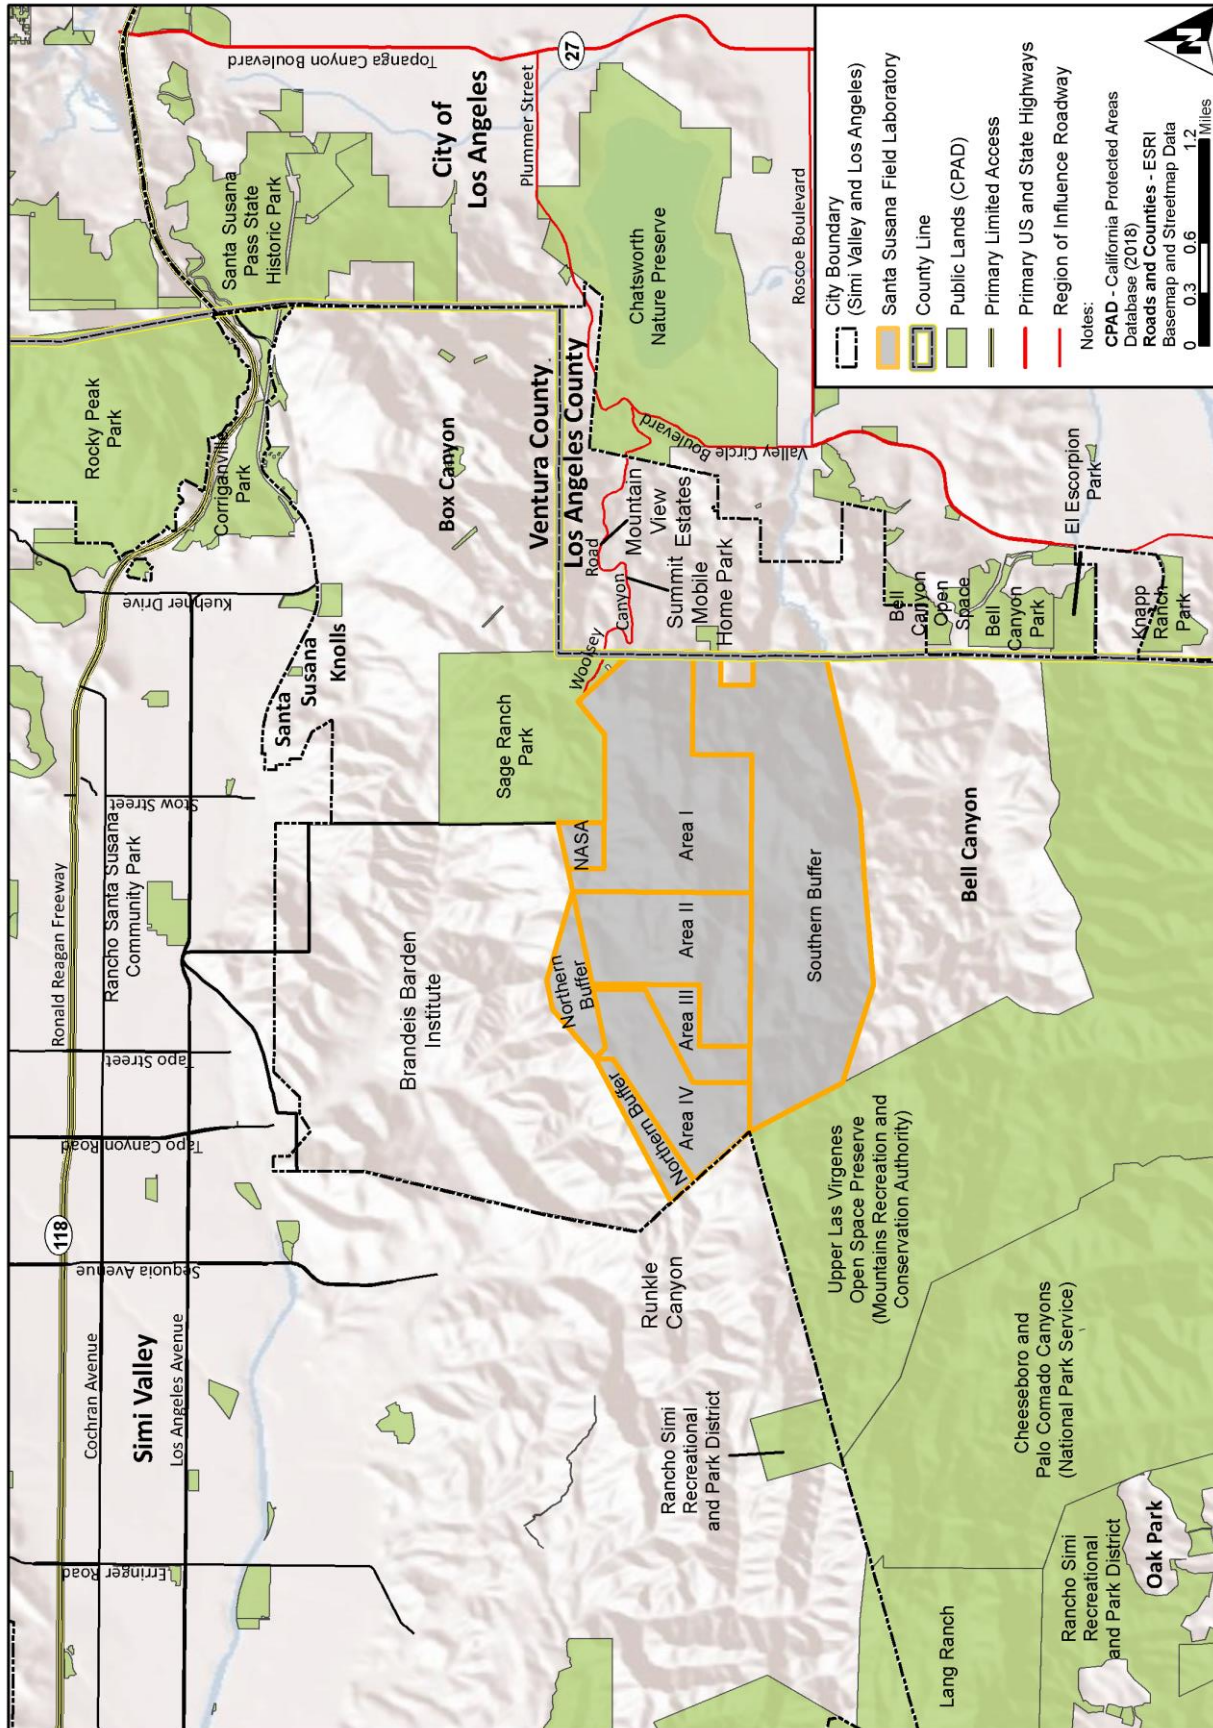 Ronald Reagan Freeway
118
Cochran Avenue
Simi Valley
Los Angeles Avenue
Erringer Road
Sequoia Avenue
Tapo Canyon Road
Tapo Street
Rancho Santa Susana
Community Park
Stow Street
Kuehner Drive
Rocky Peak
Park
Corriganville
Park
Santa Susana
Pass State
Historic Park
Topanga Canyon Boulevard
City of
Los Angeles
Santa
Susana
Knolls
Box Canyon
Brandeis Barden
Institute
Sage Ranch
Park
Ventura County
Los Angeles County
Plummer Street
27
Chatsworth
Nature Preserve
Woolsey
Canyon
Road
Mountain
View
Estates
Summit
Mobile
Home Park
Valley Circle Boulevard
Roscoe Boulevard
Northern
Buffer
Northern Buffer
NASA
Area I
Area II
Area III
Area IV
Southern Buffer
Runkle
Canyon
Rancho Simi
Recreational
and Park District
Upper Las Virgenes
Open Space Preserve
(Mountains Recreation and
Conservation Authority)
Bell Canyon
Bell
Canyon
Open
Space
Bell
Canyon
Park
El Escorpion
Park
Knapp
Ranch
Park
Cheeseboro and
Palo Comado Canyons
(National Park Service)
Lang Ranch
Rancho Simi
Recreational
and Park District
Oak Park
City Boundary
(Simi Valley and Los Angeles)
Santa Susana Field Laboratory
County Line
Public Lands (CPAD)
Primary Limited Access
Primary US and State Highways
Region of Influence Roadway
Notes:
CPAD - California Protected Areas
Database (2018)
Roads and Counties - ESRI
Basemap and Streetmap Data
0 0.3 0.6 1.2
Miles
N